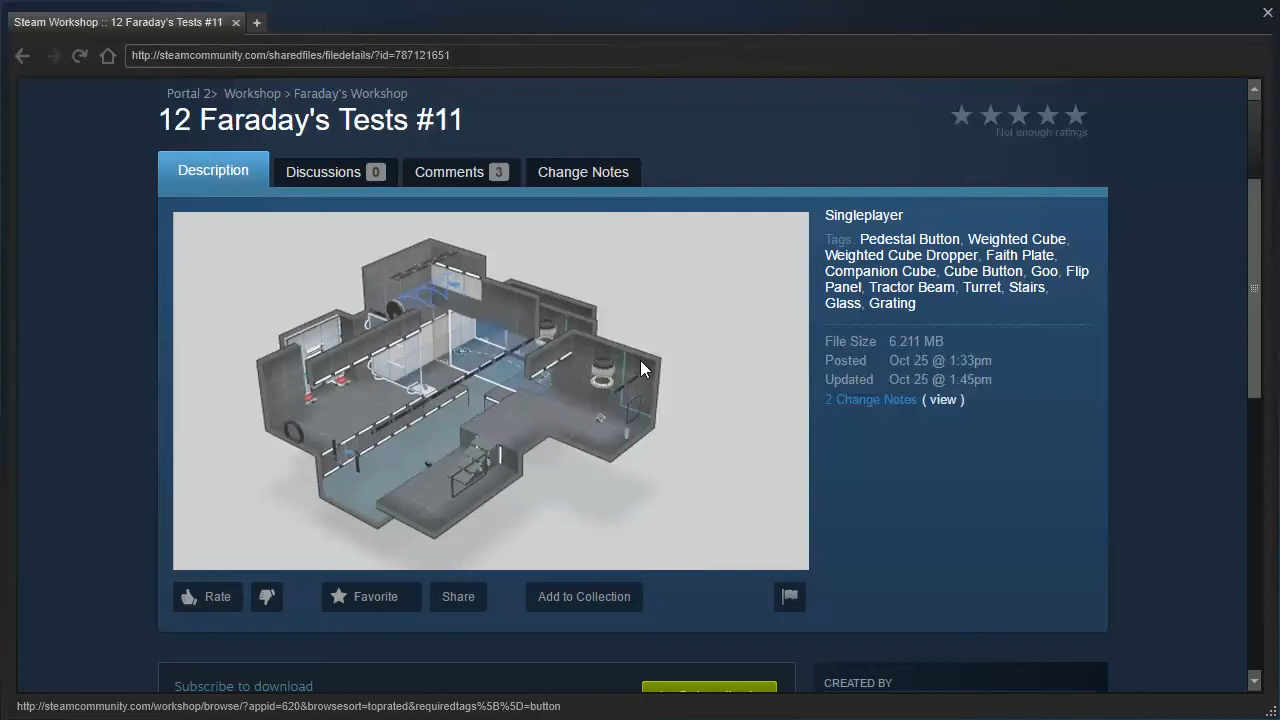 Steam Workshop :: 12 Faraday's Tests #11
http://steamcommunity.com/sharedfiles/filedetails/?id=787121651
Portal 2> Workshop > Faraday's Workshop
12 Faraday's Tests #11
Not enough ratings
Description
Discussions 0
Comments 3
Change Notes
Singleplayer
Tags: Pedestal Button, Weighted Cube,
Weighted Cube Dropper, Faith Plate,
Companion Cube, Cube Button, Goo, Flip
Panel, Tractor Beam, Turret, Stairs,
Glass, Grating
File Size 6.211 MB
Posted Oct 25 @ 1:33pm
Updated Oct 25 @ 1:45pm
2 Change Notes ( view )
Rate
Favorite
Share
Add to Collection
Subscribe to download
CREATED BY
http://steamcommunity.com/workshop/browse/?appid=620&browsesort=toprated&requiredtags%5B%5D=button